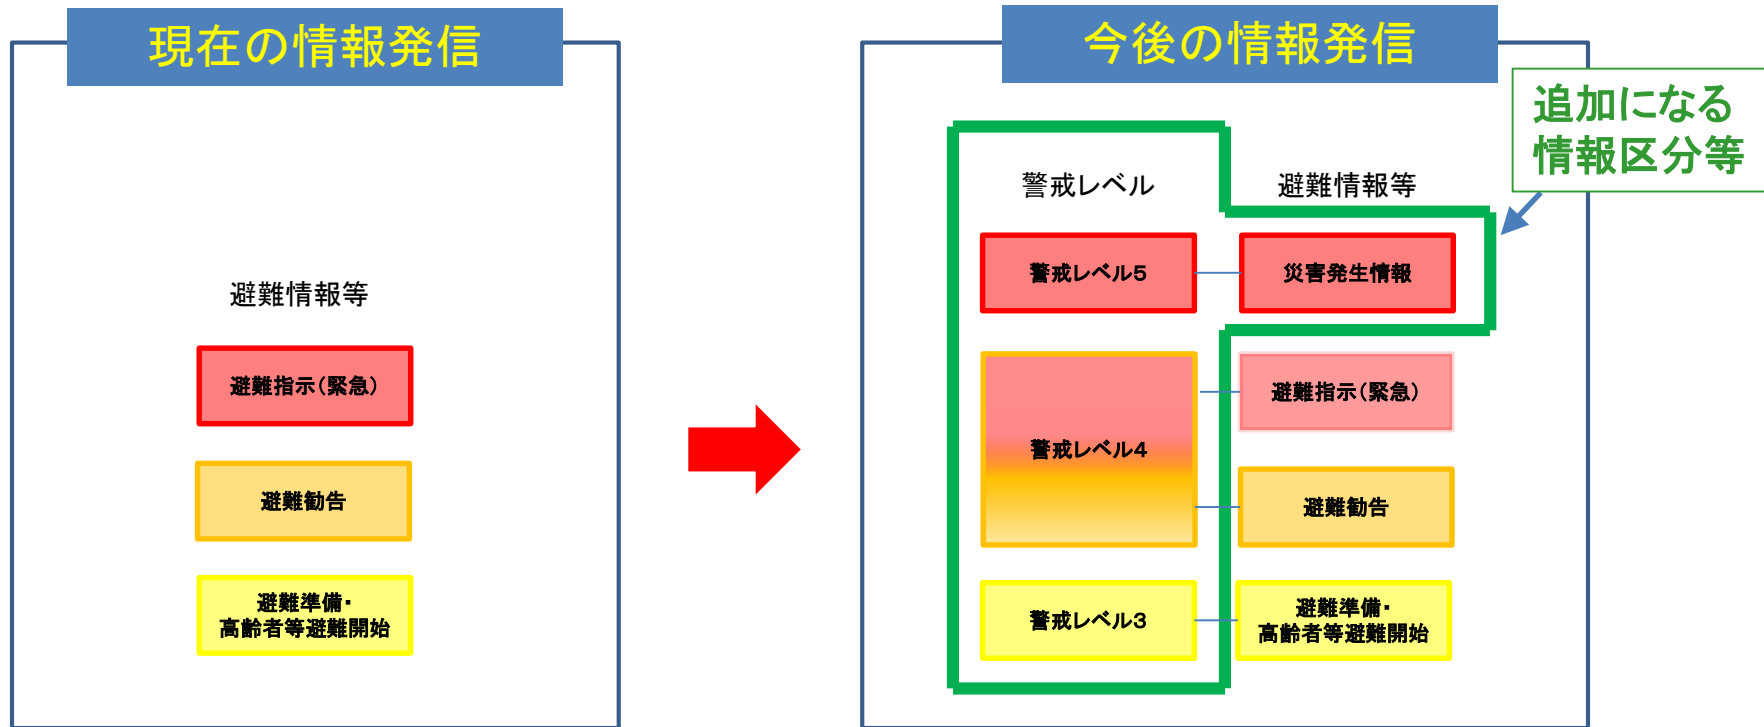 現在の情報発信
避難情報等
避難指示(緊急)
避難勧告
避難準備・
高齢者等避難開始
今後の情報発信
追加になる
情報区分等
警戒レベル
避難情報等
警戒レベル5
災害発生情報
警戒レベル4
避難指示(緊急)
避難勧告
警戒レベル3
避難準備・
高齢者等避難開始